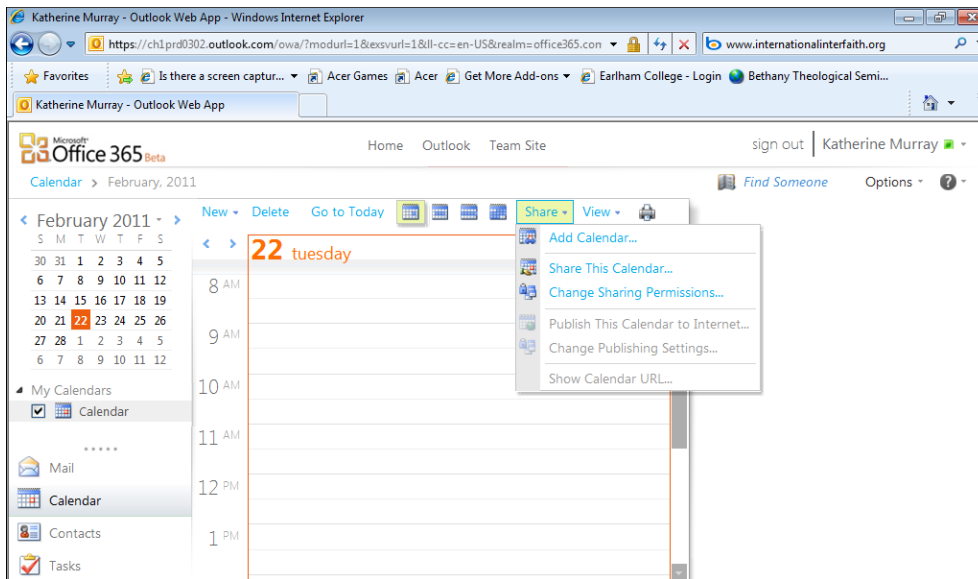 Katherine Murray - Outlook Web App - Windows Internet Explorer
https://ch1prd0302.outlook.com/owa/?modurl=1&exsvurl=1&ll-cc=en-US&realm=office365.con
www.internationalinterfaith.org
Favorites Is there a screen captur... Acer Games Acer Get More Add-ons Earlham College - Login Bethany Theological Semi...
Katherine Murray - Outlook Web App
Microsoft
Office 365 Beta
Home Outlook Team Site
sign out | Katherine Murray
Calendar > February, 2011
Find Someone Options
New Delete Go to Today Share View
February 2011
S M T W T F S
30 31 1 2 3 4 5
6 7 8 9 10 11 12
13 14 15 16 17 18 19
20 21 22 23 24 25 26
27 28 1 2 3 4 5
6 7 8 9 10 11 12
My Calendars
Calendar
Mail
Calendar
Contacts
Tasks
22 tuesday
8 AM
9 AM
10 AM
11 AM
12 PM
1 PM
Add Calendar...
Share This Calendar...
Change Sharing Permissions...
Publish This Calendar to Internet...
Change Publishing Settings...
Show Calendar URL...